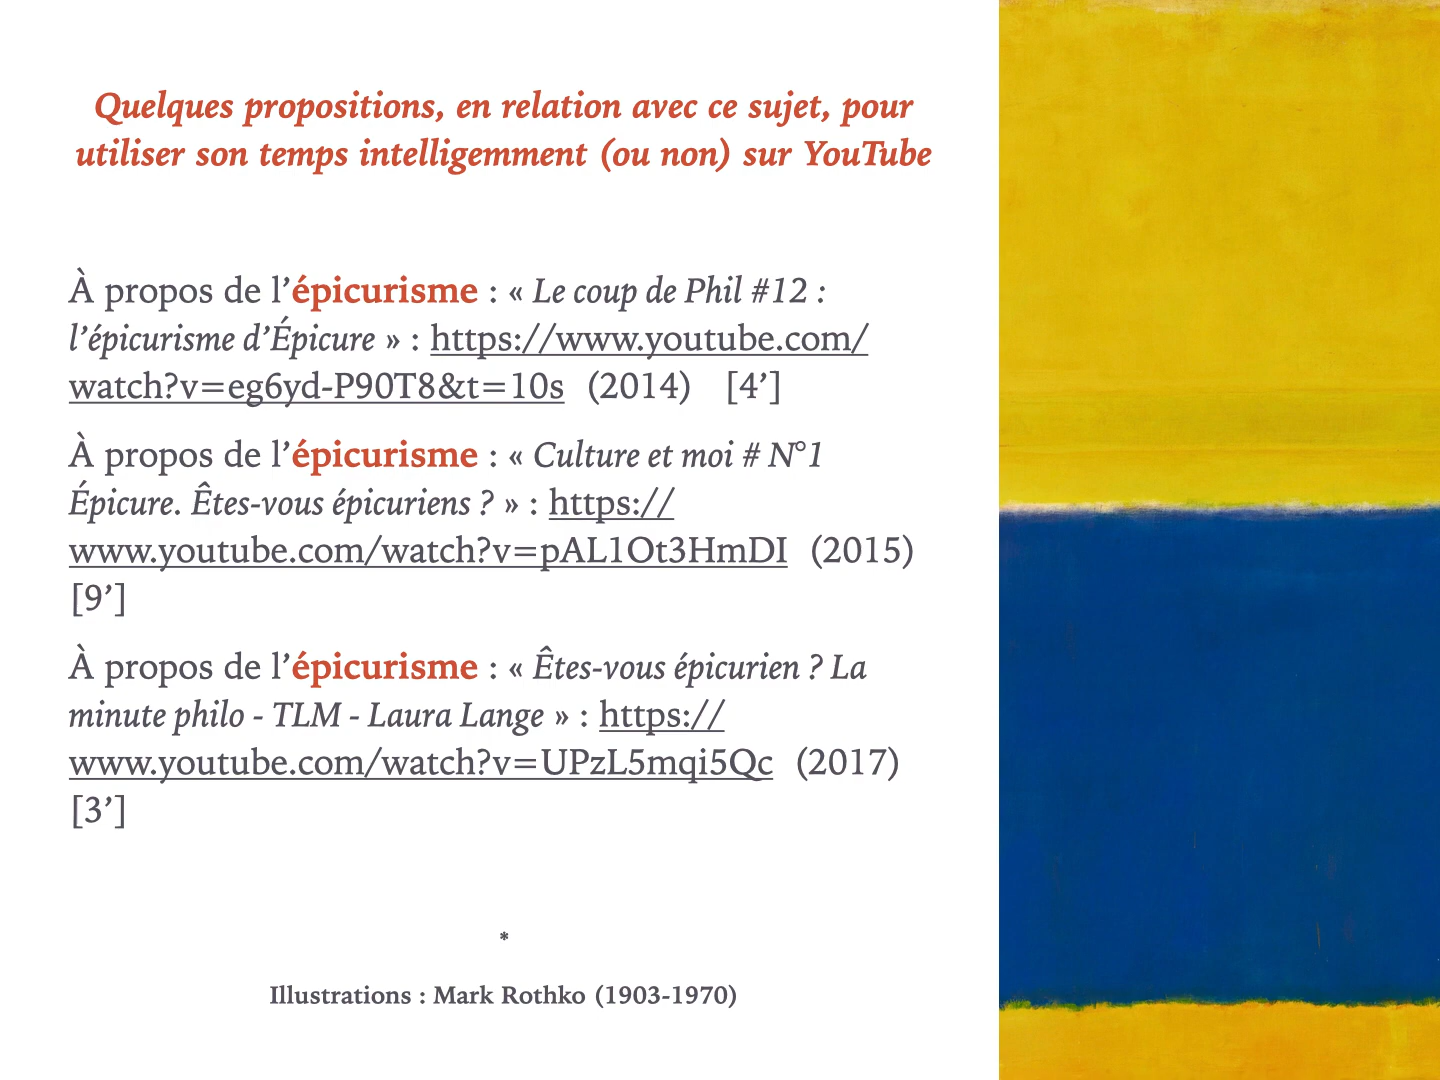 Quelques propositions, en relation avec ce sujet, pour
utiliser son temps intelligemment (ou non) sur YouTube
À propos de l’épicurisme : « Le coup de Phil #12 :
l’épicurisme d’Épicure » : https://www.youtube.com/
watch?v=eg6yd-P90T8&t=10s (2014) [4’]
À propos de l’épicurisme : « Culture et moi # N°1
Épicure. Êtes-vous épicuriens ? » : https://
www.youtube.com/watch?v=pAL1Ot3HmDI (2015)
[9’]
À propos de l’épicurisme : « Êtes-vous épicurien ? La
minute philo - TLM - Laura Lange » : https://
www.youtube.com/watch?v=UPzL5mqi5Qc (2017)
[3’]
*
Illustrations : Mark Rothko (1903-1970)